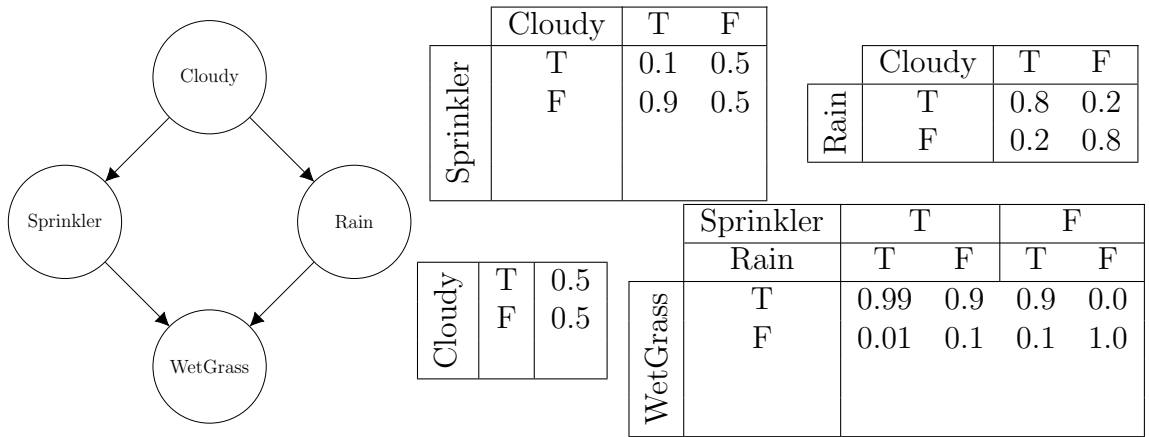 Cloudy
Sprinkler
Rain
WetGrass
Cloudy T F
Sprinkler
T 0.1 0.5
F 0.9 0.5
Cloudy T F
Rain
T 0.8 0.2
F 0.2 0.8
Cloudy
T 0.5
F 0.5
Sprinkler T F
Rain T F T F
WetGrass
T 0.99 0.9 0.9 0.0
F 0.01 0.1 0.1 1.0